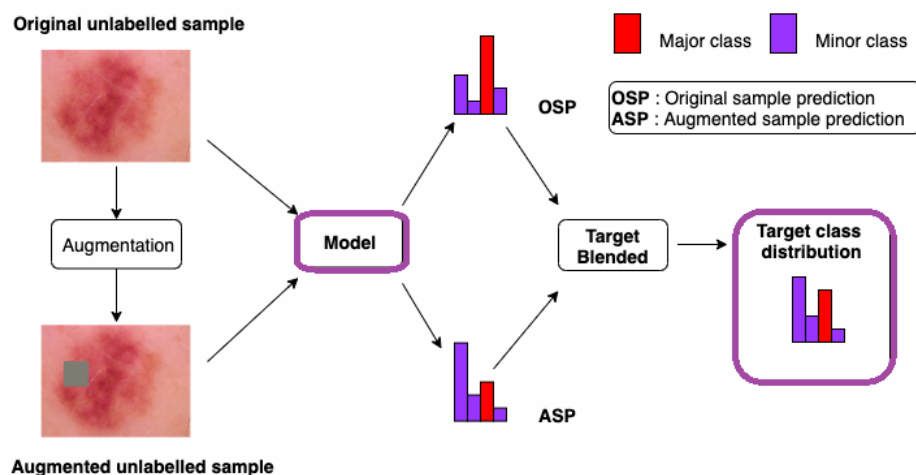 Original unlabelled sample
Major class
Minor class
OSP : Original sample prediction
ASP : Augmented sample prediction
OSP
Augmentation
Model
Target
Blended
Target class
distribution
ASP
Augmented unlabelled sample